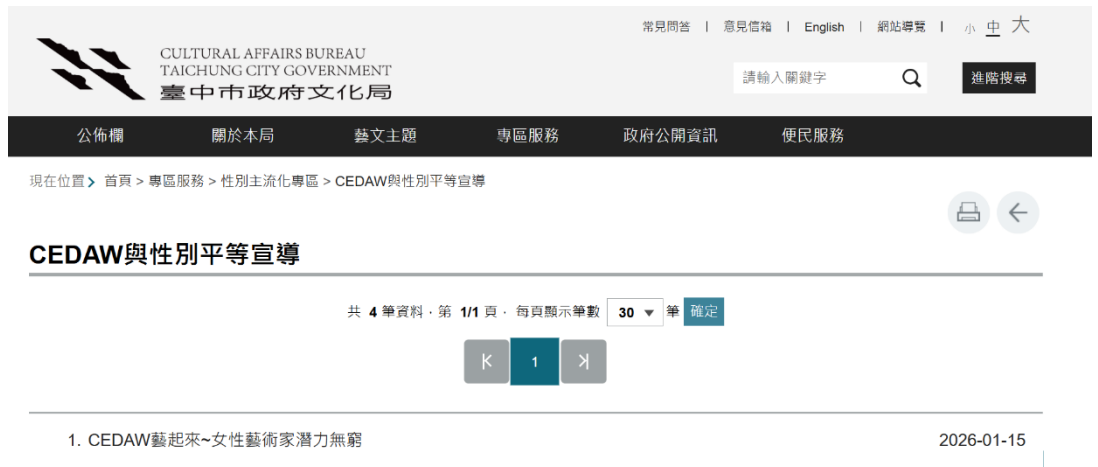 常見問答 | 意見信箱 | English | 網站導覽 | 小 中 大
CULTURAL AFFAIRS BUREAU
TAICHUNG CITY GOVERNMENT
臺中市政府文化局
請輸入關鍵字 進階搜尋
公佈欄 關於本局 藝文主題 專區服務 政府公開資訊 便民服務
現在位置 首頁 > 專區服務 > 性別主流化專區 > CEDAW與性別平等宣導
CEDAW與性別平等宣導
共 4 筆資料 · 第 1/1 頁 · 每頁顯示筆數 30 筆 確定
1
1. CEDAW藝起來~女性藝術家潛力無窮 2026-01-15